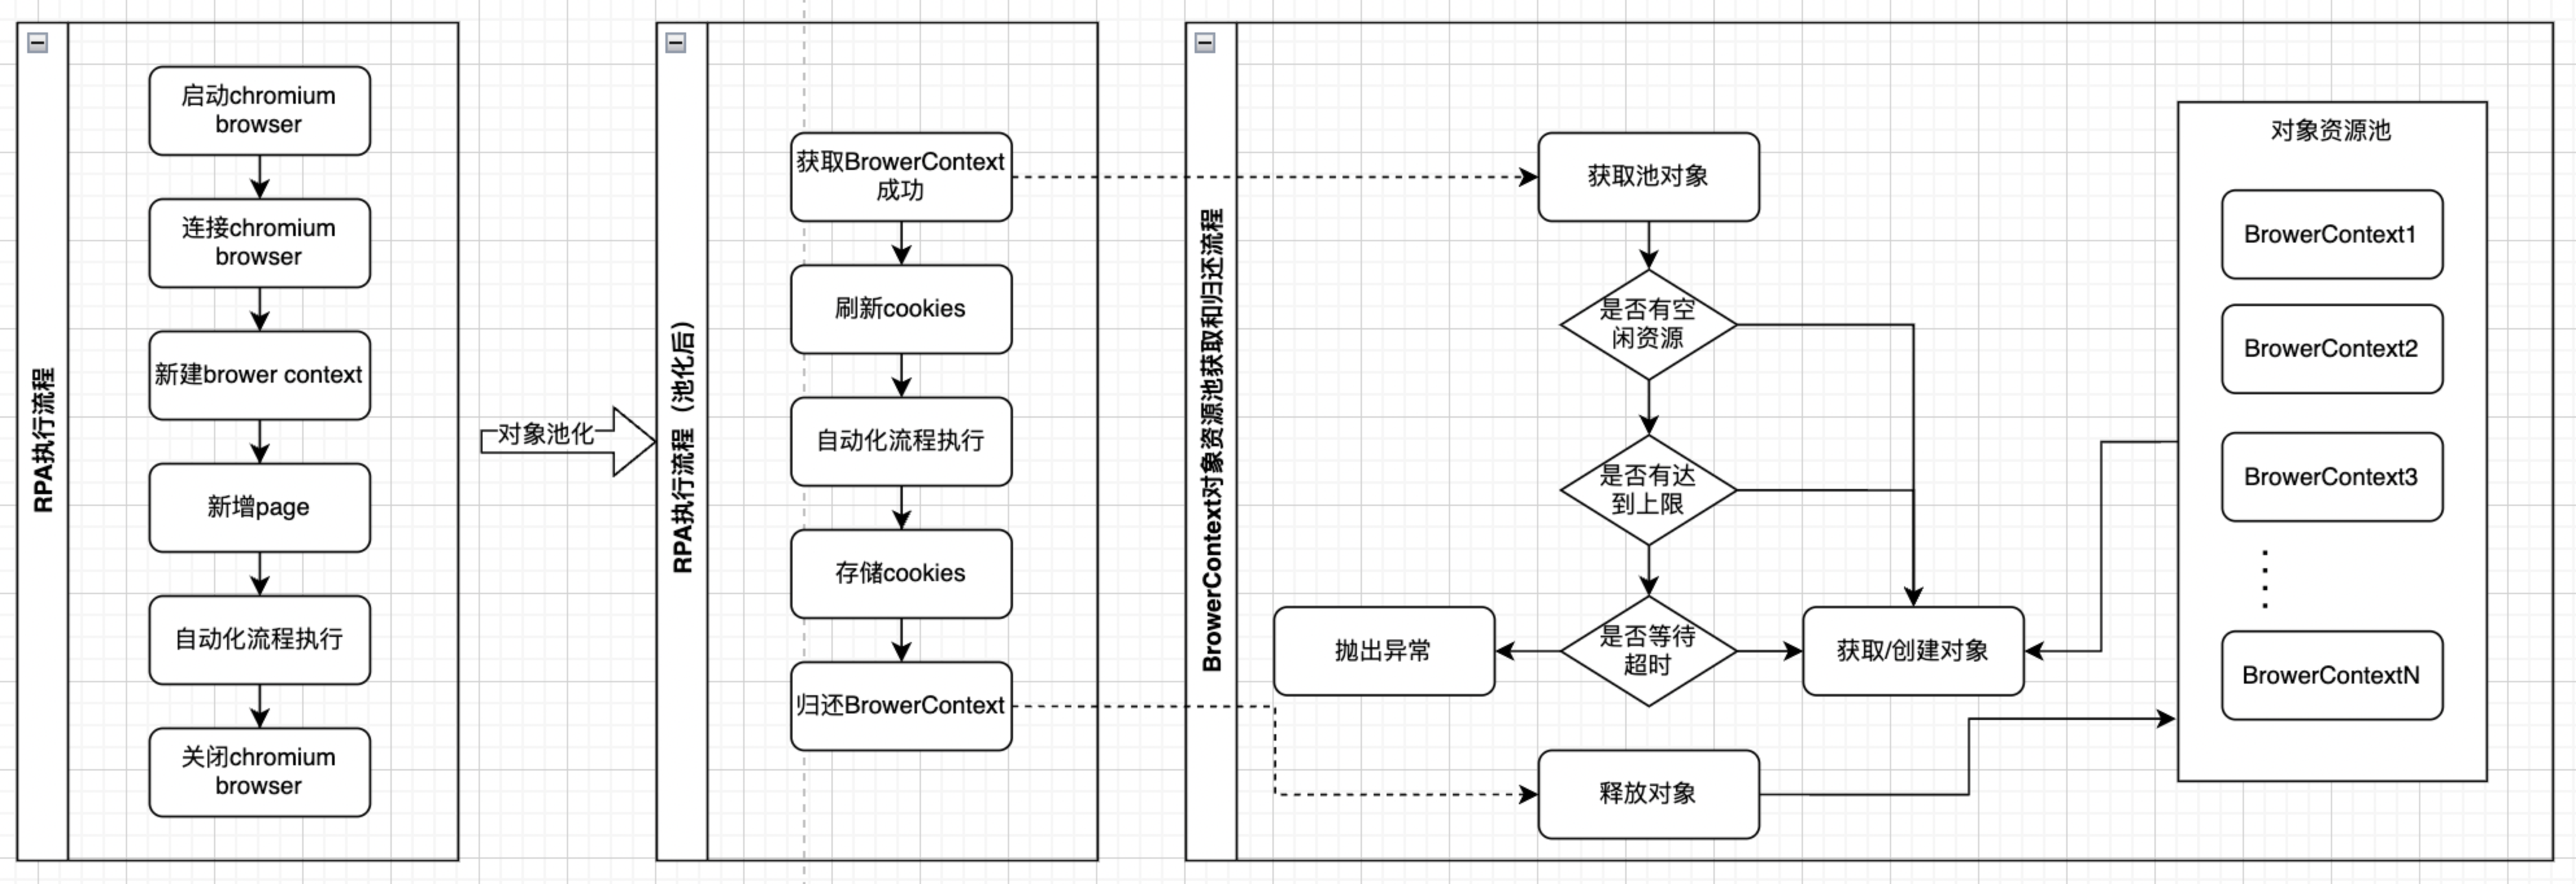 RPA执行流程
启动chromium
browser
连接chromium
browser
新建brower context
新增page
自动化流程执行
关闭chromium
browser
对象池化
RPA执行流程（池化后）
获取BrowerContext
成功
刷新cookies
自动化流程执行
存储cookies
归还BrowerContext
BrowerContext对象资源池获取和归还流程
获取池对象
是否有空
闲资源
是否有达
到上限
是否等待
超时
抛出异常
获取/创建对象
释放对象
对象资源池
BrowerContext1
BrowerContext2
BrowerContext3
BrowerContextN